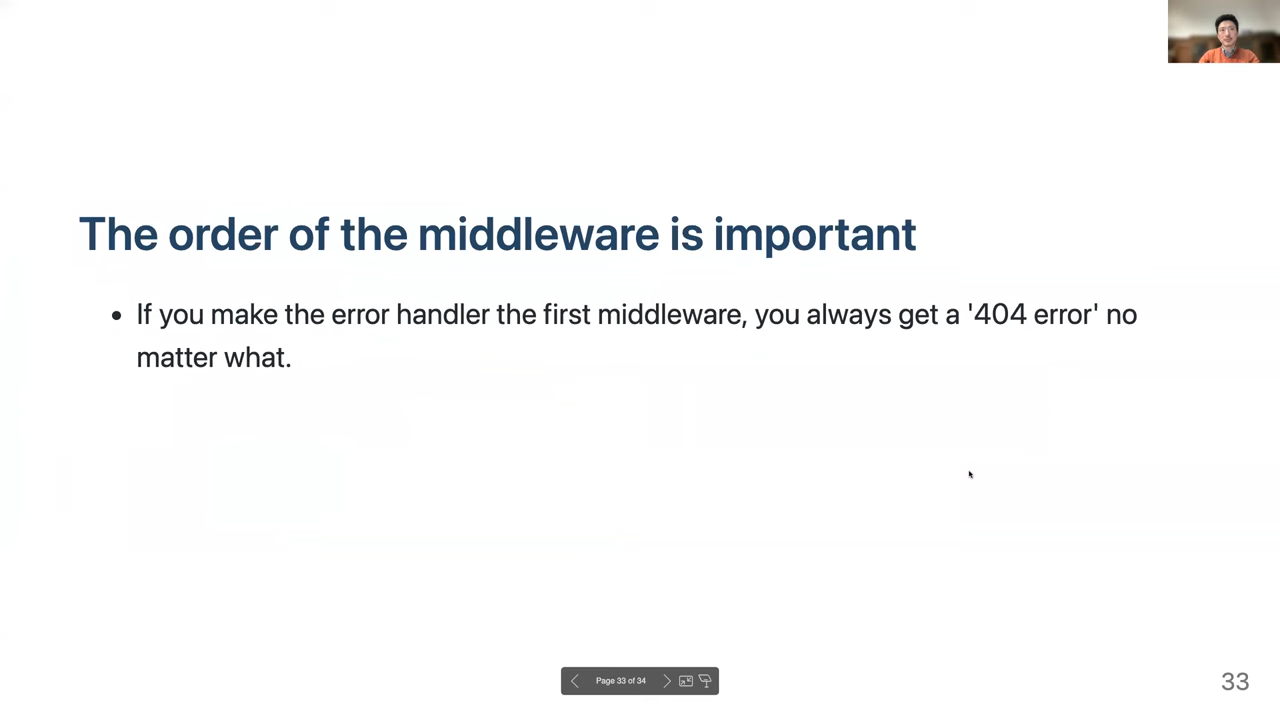 The order of the middleware is important
• If you make the error handler the first middleware, you always get a '404 error' no
matter what.
Page 33 of 34
33